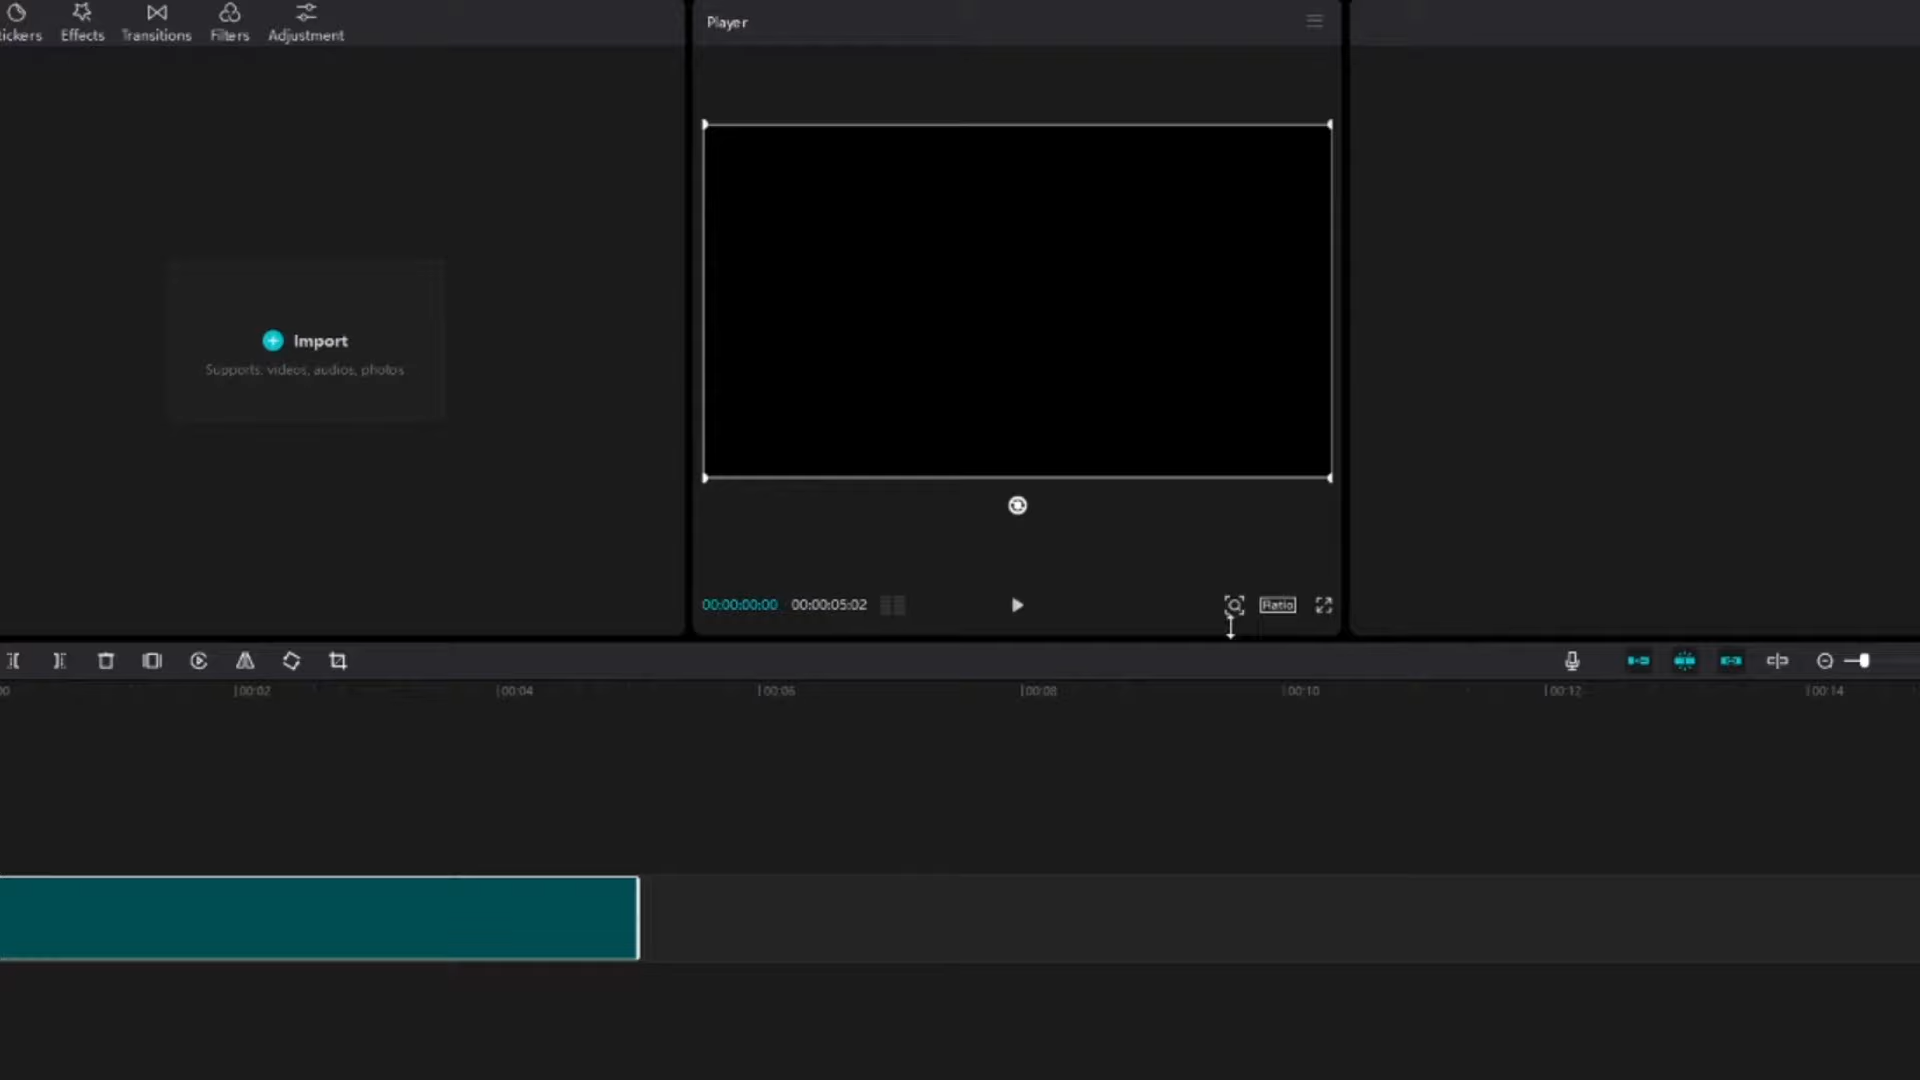 ickers Effects Transitions Filters Adjustment
Player
Import
Supports: videos, audios, photos
00:00:00:00 00:00:05:02
Ratio
00 00:02 00:04 00:06 00:08 00:10 00:12 00:14